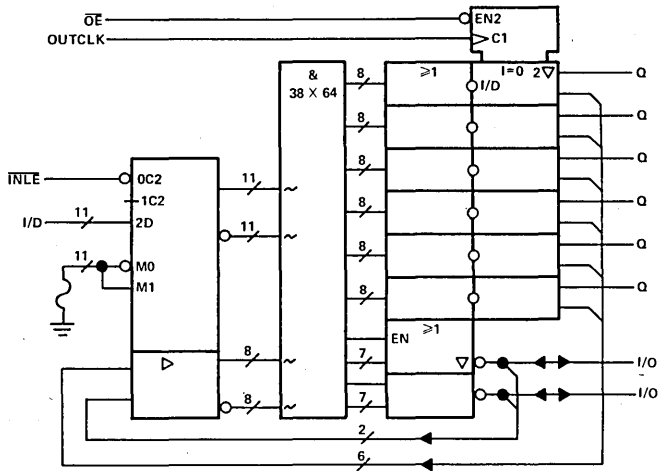 OE
EN2
OUTCLK
C1
&
38 X 64
8
≥1
I=0 2▽
I/D
Q
8
Q
8
Q
INLE
0C2
1C2
11
~
8
Q
I/D
11
2D
11
~
8
Q
11
M0
M1
8
Q
EN
≥1
▷
8
~
7
▽
I/O
8
~
7
I/O
2
6